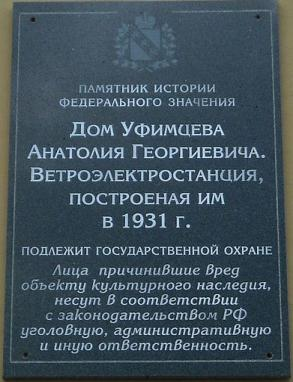 ПАМЯТНИК ИСТОРИИ
ФЕДЕРАЛЬНОГО ЗНАЧЕНИЯ
ДОМ УФИМЦЕВА
АНАТОЛИЯ ГЕОРГИЕВИЧА.
ВЕТРОЭЛЕКТРОСТАНЦИЯ,
ПОСТРОЕНАЯ ИМ
В 1931 Г.
ПОДЛЕЖИТ ГОСУДАРСТВЕННОЙ ОХРАНЕ
Лица причинившие вред
объекту культурного наследия,
несут в соответствии
с законодательством РФ
уголовную, административную
и иную ответственность.